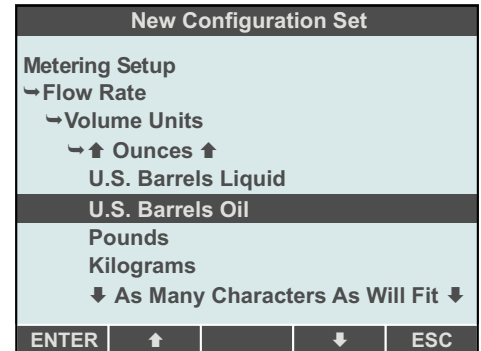 New Configuration Set
Metering Setup
➥Flow Rate
➥Volume Units
➥⬆ Ounces ⬆
U.S. Barrels Liquid
U.S. Barrels Oil
Pounds
Kilograms
⬇ As Many Characters As Will Fit ⬇
ENTER ⬆ ⬇ ESC